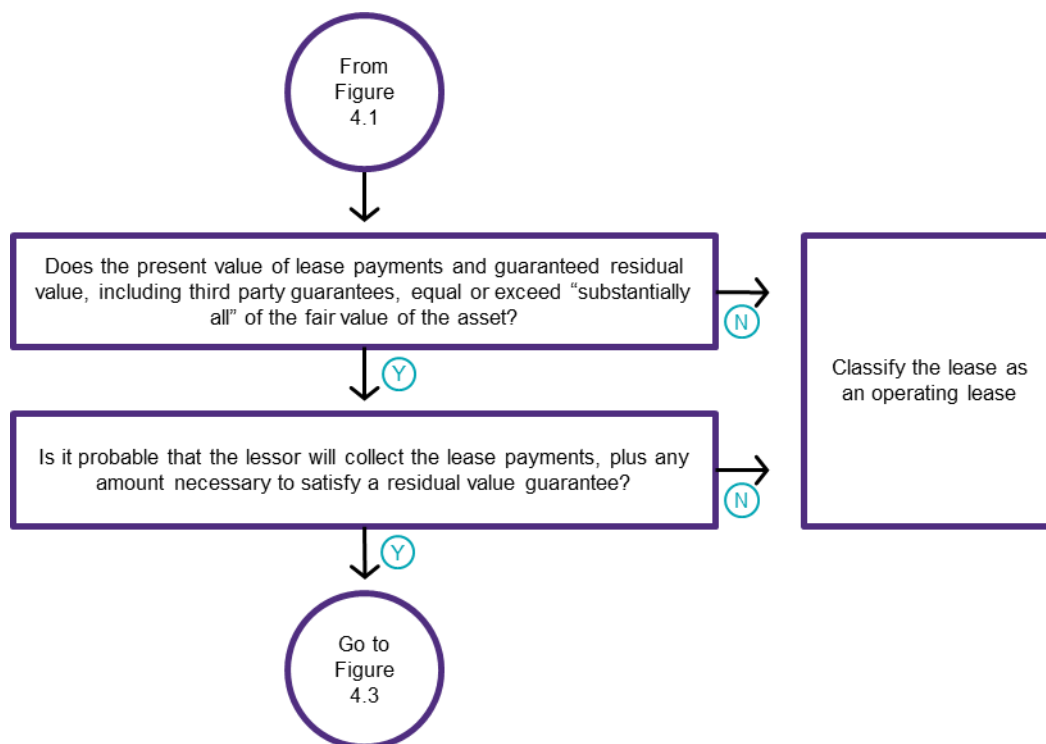 From
Figure
4.1
Does the present value of lease payments and guaranteed residual
value, including third party guarantees, equal or exceed “substantially
all” of the fair value of the asset?
N
Y
Classify the lease as
an operating lease
Is it probable that the lessor will collect the lease payments, plus any
amount necessary to satisfy a residual value guarantee?
N
Y
Go to
Figure
4.3